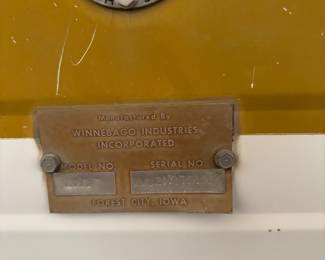 Manufactured By
WINNEBAGO INDUSTRIES
INCORPORATED
MODEL NO. SERIAL NO.
FOREST CITY, IOWA